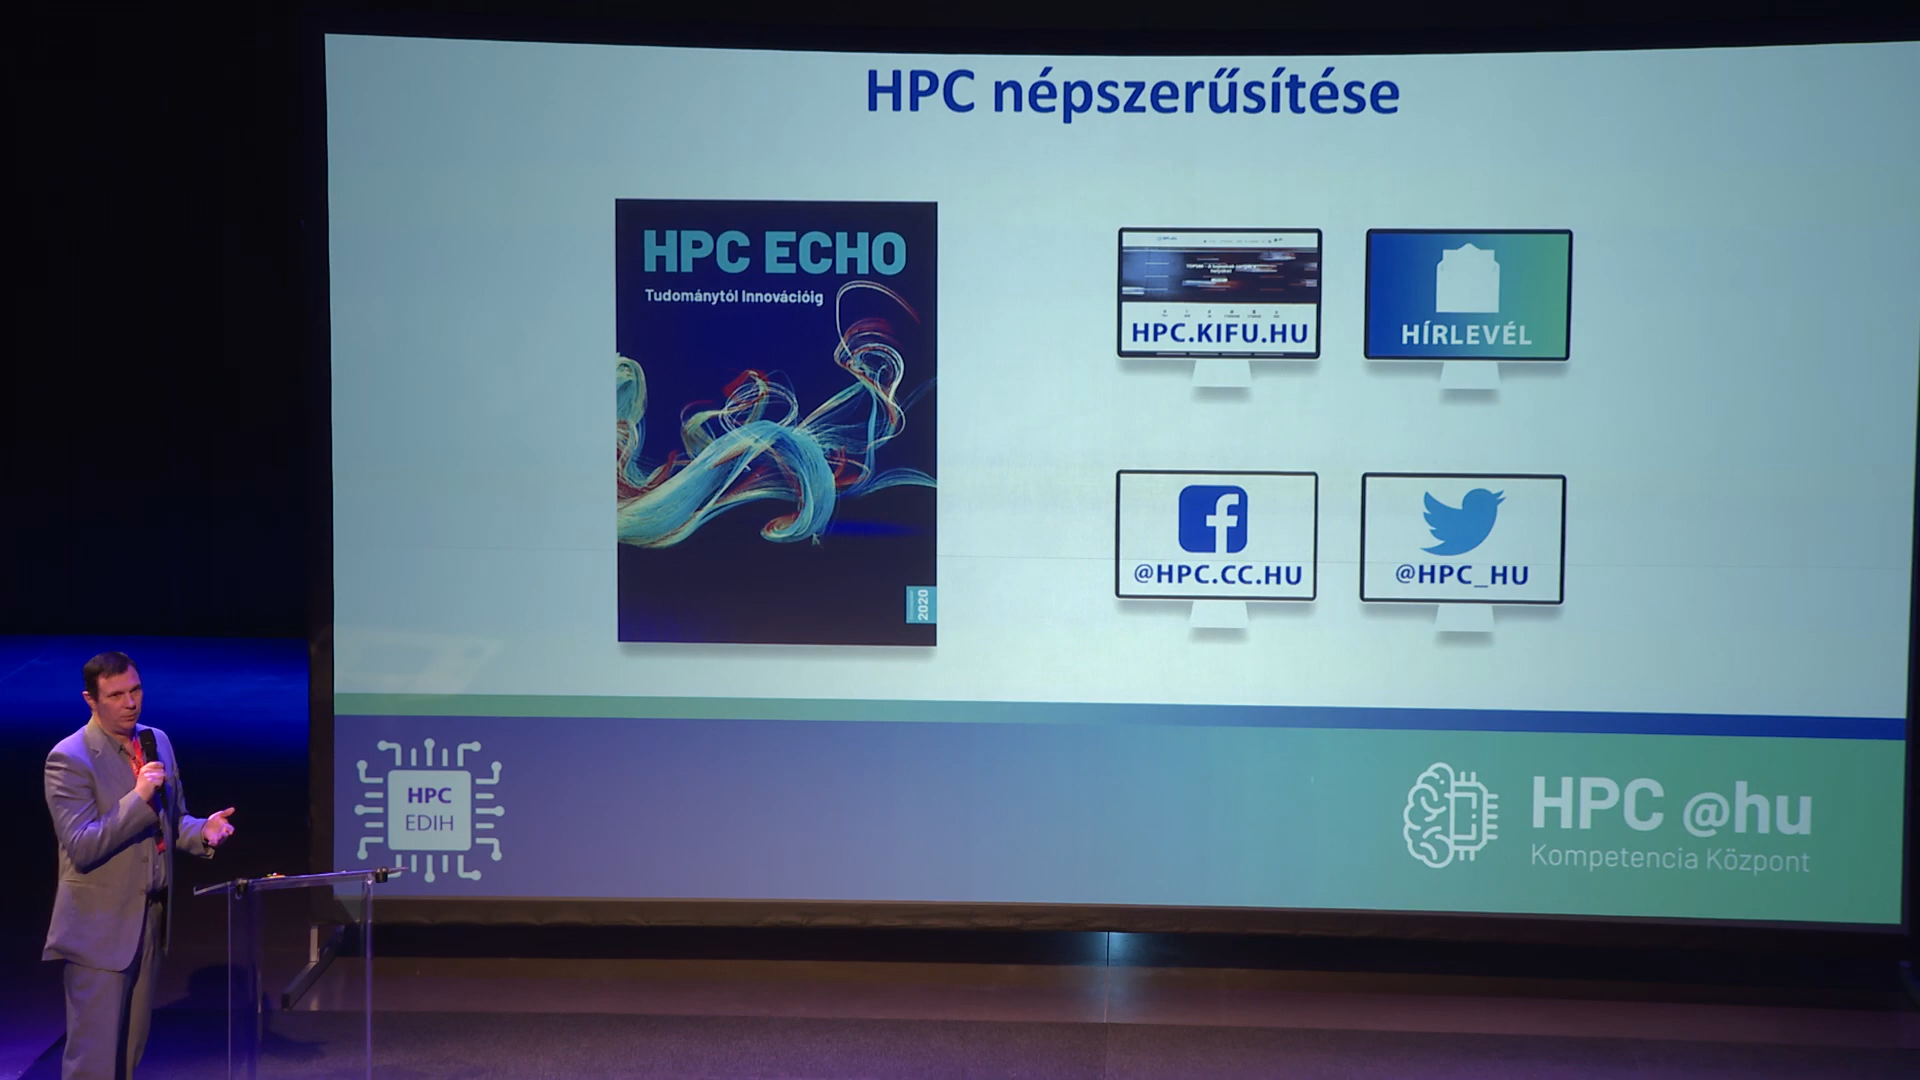 HPC népszerűsítése
HPC ECHO
Tudománytól Innovációig
2020
HPC.KIFU.HU
HÍRLEVÉL
@HPC.CC.HU
@HPC_HU
HPC
EDIH
HPC @hu
Kompetencia Központ